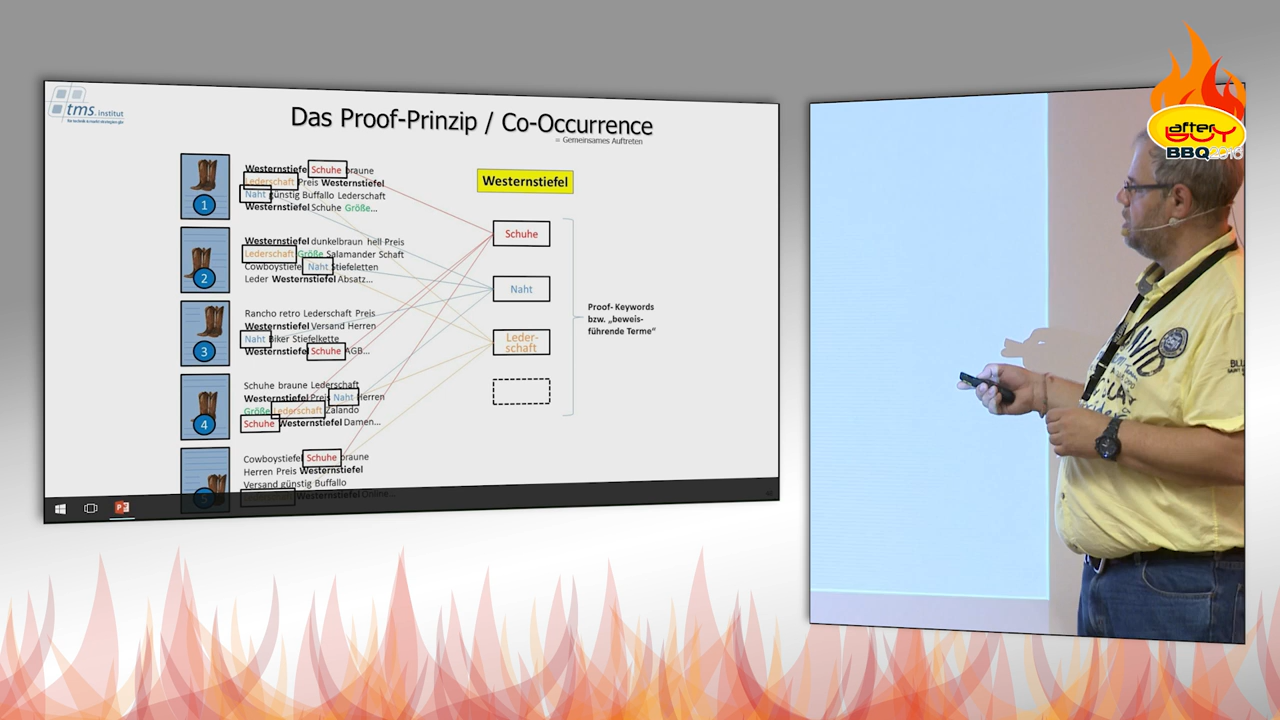 tms.institut
Das Proof-Prinzip / Co-Occurrence
= Gemeinsames Auftreten
1
Westernstiefel Schuhe braune
Lederschaft Preis Westernstiefel
Naht günstig Buffallo Lederschaft
Westernstiefel Schuhe Größe...
2
Westernstiefel dunkelbraun hell Preis
Lederschaft Größe Salamander Schaft
Cowboystiefel Naht Stiefeletten
Leder Westernstiefel Absatz...
3
Rancho retro Lederschaft Preis
Westernstiefel Versand Herren
Naht Biker Stiefelkette
Westernstiefel Schuhe AGB...
4
Schuhe braune Lederschaft
Westernstiefel Preis Naht Herren
Größe Lederschaft Zalando
Schuhe Westernstiefel Damen...
5
Cowboystiefel Schuhe braune
Herren Preis Westernstiefel
Versand günstig Buffallo
Westernstiefel Online...
Westernstiefel
Schuhe
Naht
Leder-
schaft
Proof- Keywords
bzw. „beweis-
führende Terme“
after
BUY
BBQ2016